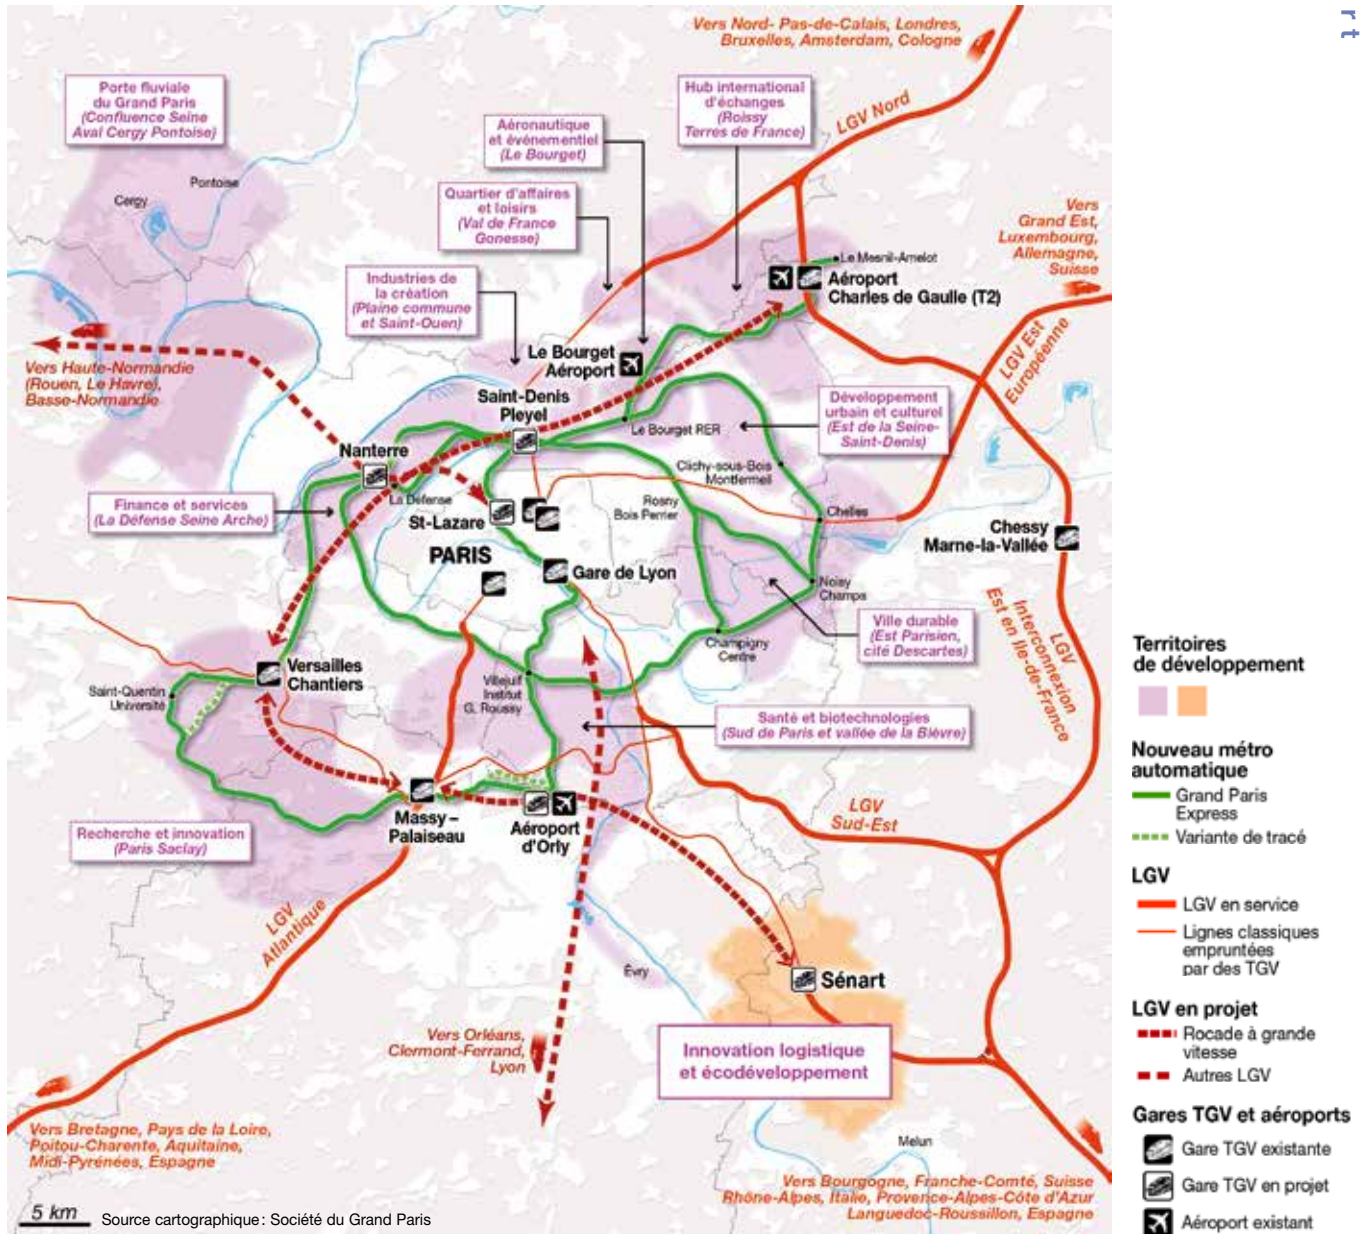 rt
Vers Nord- Pas-de-Calais, Londres,
Bruxelles, Amsterdam, Cologne
LGV Nord
Porte fluviale
du Grand Paris
(Confluence Seine
Aval Cergy Pontoise)
Pontoise
Cergy
Aéronautique
et événementiel
(Le Bourget)
Hub international
d'échanges
(Roissy
Terres de France)
Quartier d'affaires
et loisirs
(Val de France
Gonesse)
Industries de
la création
(Plaine commune
et Saint-Ouen)
Vers
Grand Est,
Luxembourg,
Allemagne,
Suisse
Le Mesnil-Amelot
Aéroport
Charles de Gaulle (T2)
LGV Est
Européenne
Vers Haute-Normandie
(Rouen, Le Havre),
Basse-Normandie
Le Bourget
Aéroport
Saint-Denis
Pleyel
Le Bourget RER
Développement
urbain et culturel
(Est de la Seine-
Saint-Denis)
Nanterre
La Défense
Clichy-sous-Bois
Montfermeil
Finance et services
(La Défense Seine Arche)
St-Lazare
Rosny
Bois Perrier
Chelles
Chessy
Marne-la-Vallée
PARIS
Gare de Lyon
Noisy
Champs
Ville durable
(Est Parisien,
cité Descartes)
Champigny
Centre
LGV
Interconnexion
Est en Ile-de-France
Versailles
Chantiers
Saint-Quentin
Université
Villejuif
Institut
G. Roussy
Santé et biotechnologies
(Sud de Paris et vallée de la Bièvre)
Massy –
Palaiseau
Aéroport
d'Orly
LGV
Sud-Est
Recherche et innovation
(Paris Saclay)
LGV
Atlantique
Évry
Sénart
Vers Orléans,
Clermont-Ferrand,
Lyon
Innovation logistique
et écodéveloppement
Vers Bretagne, Pays de la Loire,
Poitou-Charente, Aquitaine,
Midi-Pyrénées, Espagne
Melun
Vers Bourgogne, Franche-Comté, Suisse
Rhône-Alpes, Italie, Provence-Alpes-Côte d'Azur
Languedoc-Roussillon, Espagne
5 km
Source cartographique : Société du Grand Paris
Territoires
de développement
Nouveau métro
automatique
Grand Paris
Express
Variante de tracé
LGV
LGV en service
Lignes classiques
empruntées
par des TGV
LGV en projet
Rocade à grande
vitesse
Autres LGV
Gares TGV et aéroports
Gare TGV existante
Gare TGV en projet
Aéroport existant